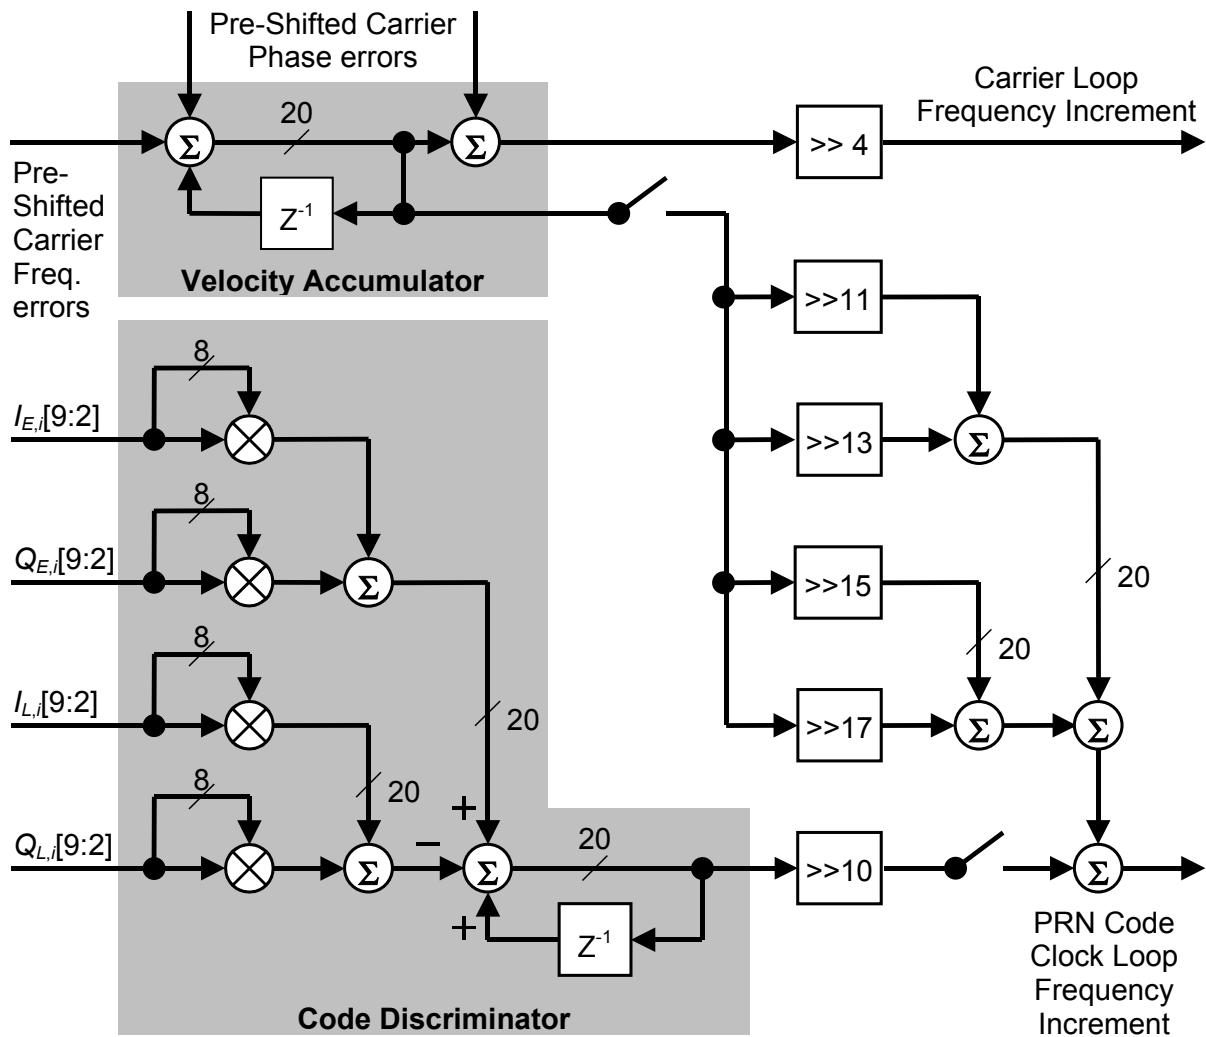 Pre-Shifted Carrier
Phase errors
Carrier Loop
Frequency Increment
20
Σ
Σ
>> 4
Pre-
Shifted
Carrier
Freq.
errors
Z-1
Velocity Accumulator
>>11
8
IE,i[9:2]
>>13
Σ
8
QE,i[9:2]
Σ
>>15
20
20
8
IL,i[9:2]
20
>>17
Σ
Σ
8
20
+
−
QL,i[9:2]
Σ
Σ
20
>>10
Σ
+
Z-1
PRN Code
Clock Loop
Frequency
Increment
Code Discriminator